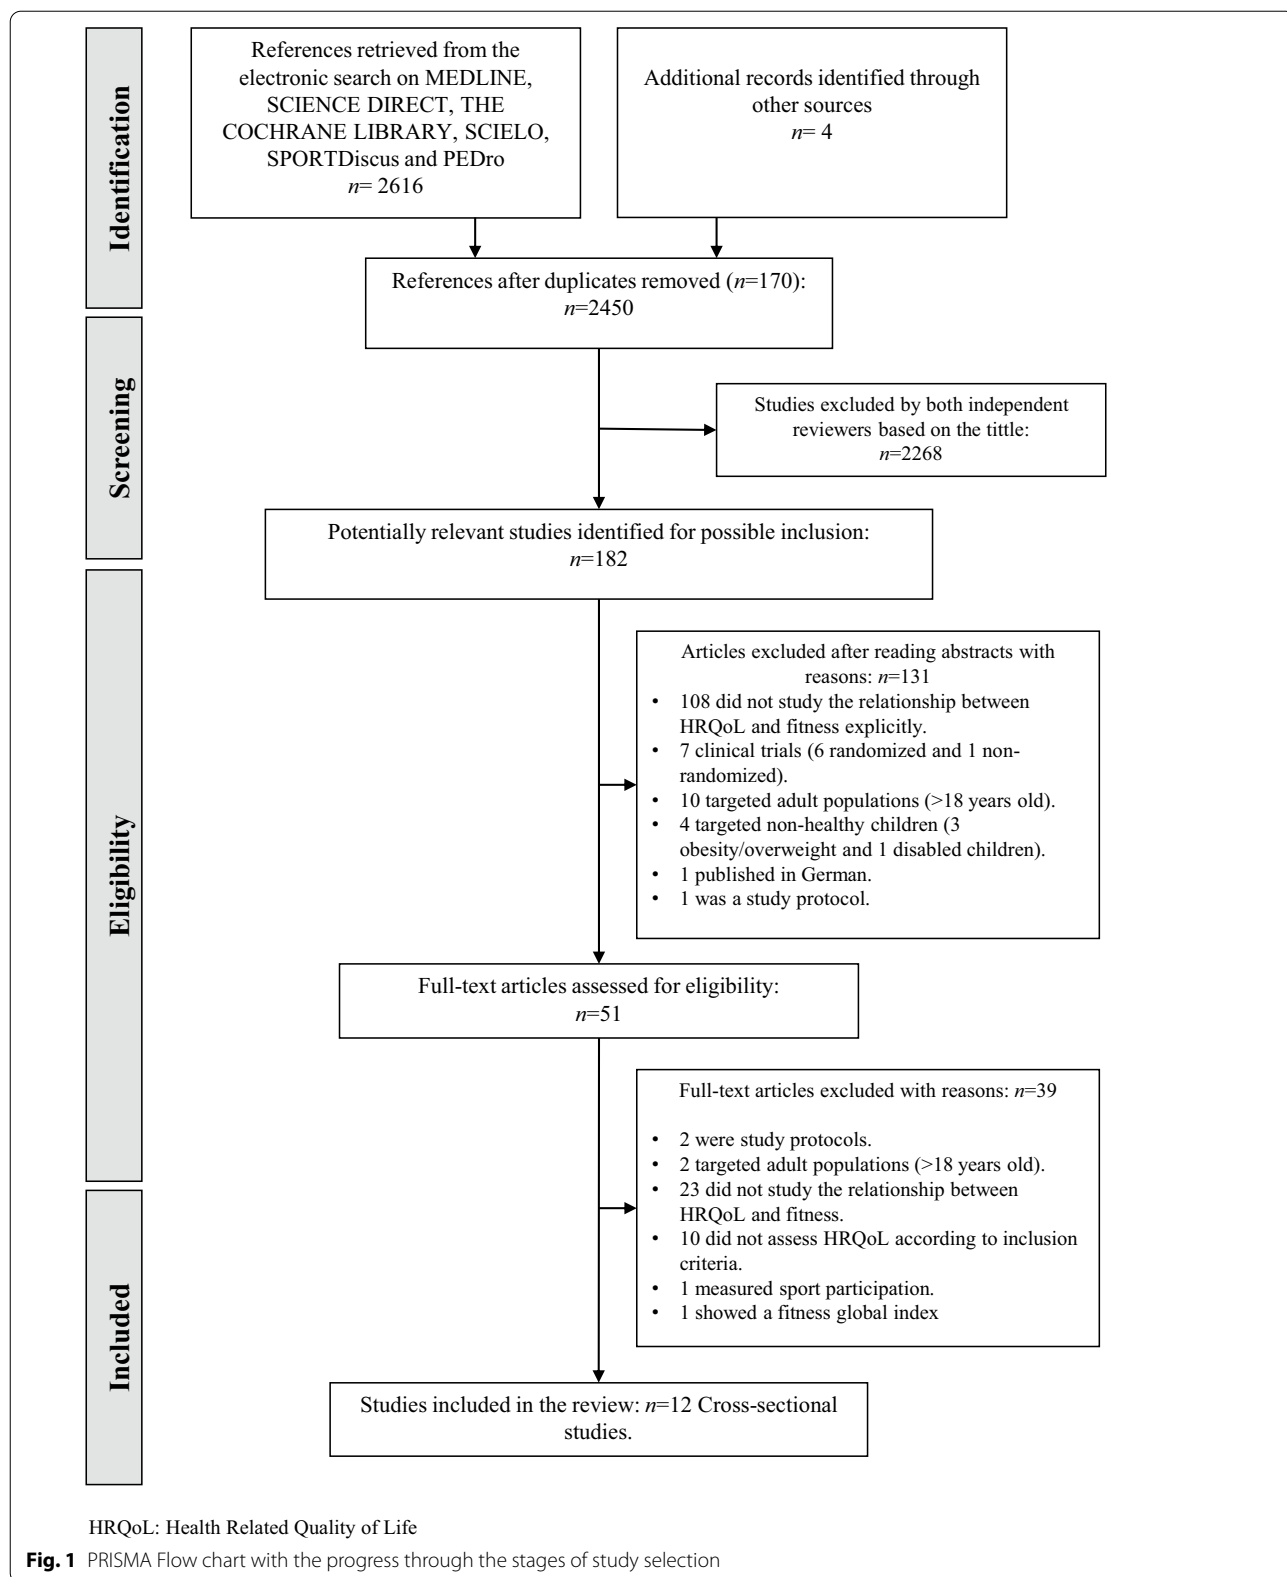 Identification
References retrieved from the
electronic search on MEDLINE,
SCIENCE DIRECT, THE
COCHRANE LIBRARY, SCIELO,
SPORTDiscus and PEDro
n= 2616
Additional records identified through
other sources
n= 4
References after duplicates removed (n=170):
n=2450
Screening
Studies excluded by both independent
reviewers based on the tittle:
n=2268
Potentially relevant studies identified for possible inclusion:
n=182
Eligibility
Articles excluded after reading abstracts with
reasons: n=131
• 108 did not study the relationship between
HRQoL and fitness explicitly.
• 7 clinical trials (6 randomized and 1 non-
randomized).
• 10 targeted adult populations (>18 years old).
• 4 targeted non-healthy children (3
obesity/overweight and 1 disabled children).
• 1 published in German.
• 1 was a study protocol.
Full-text articles assessed for eligibility:
n=51
Full-text articles excluded with reasons: n=39
• 2 were study protocols.
• 2 targeted adult populations (>18 years old).
• 23 did not study the relationship between
HRQoL and fitness.
• 10 did not assess HRQoL according to inclusion
criteria.
• 1 measured sport participation.
• 1 showed a fitness global index
Included
Studies included in the review: n=12 Cross-sectional
studies.
HRQoL: Health Related Quality of Life
Fig. 1 PRISMA Flow chart with the progress through the stages of study selection